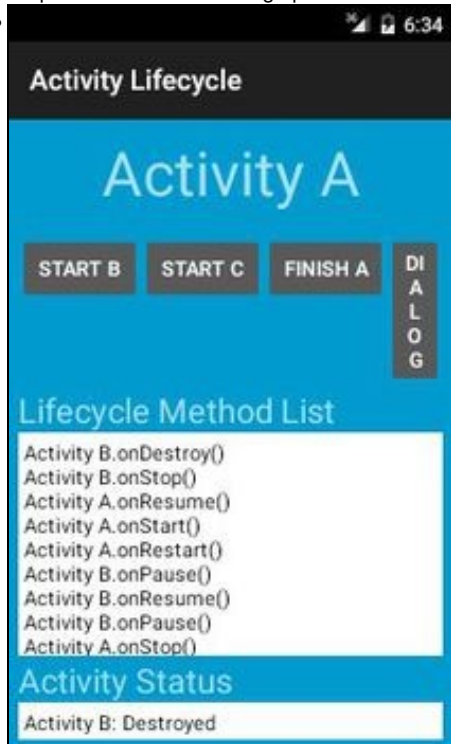 6:34
Activity Lifecycle
Activity A
START B START C FINISH A DI
A
L
O
G
Lifecycle Method List
Activity B.onDestroy()
Activity B.onStop()
Activity A.onResume()
Activity A.onStart()
Activity A.onRestart()
Activity B.onPause()
Activity B.onResume()
Activity B.onPause()
Activity A.onStop()
Activity Status
Activity B: Destroyed